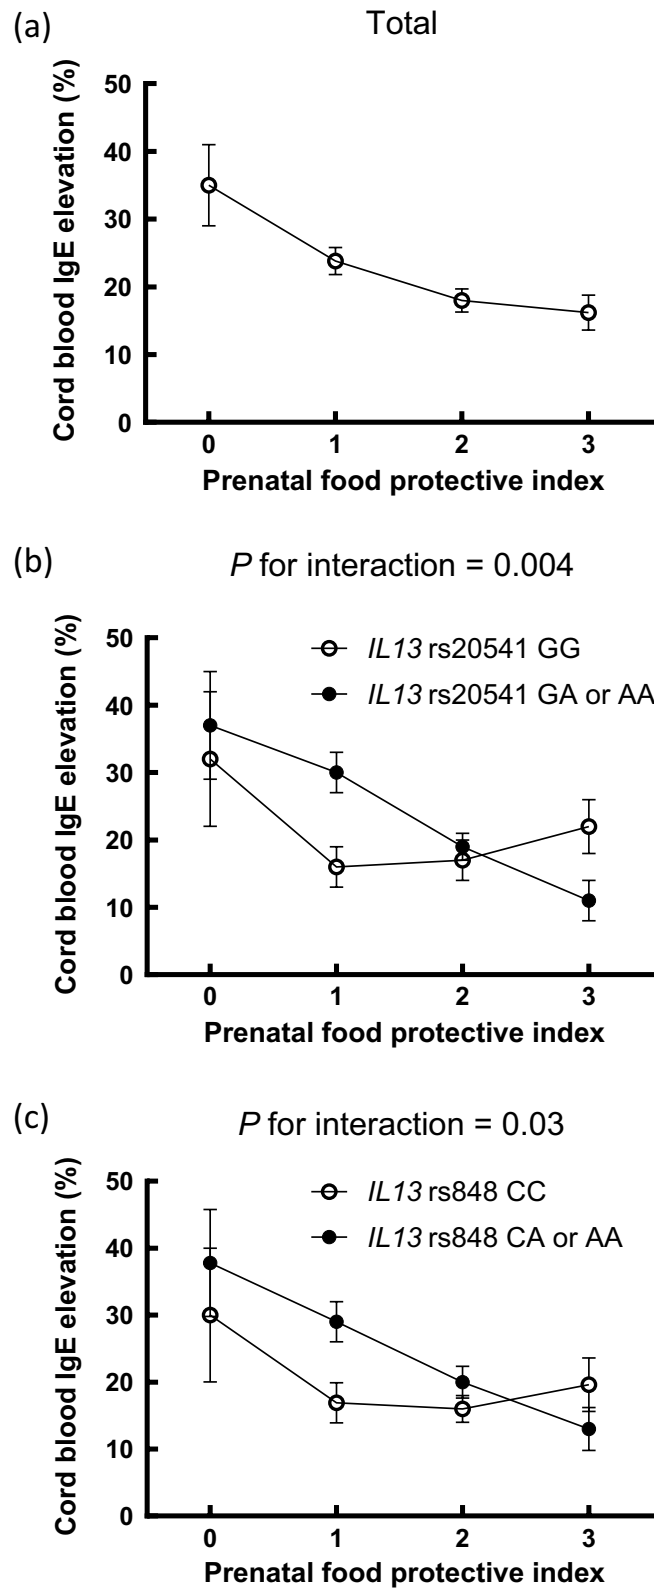 (a)
Total
Cord blood IgE elevation (%)
50
40
30
20
10
0
0 1 2 3
Prenatal food protective index
(b)
P for interaction = 0.004
IL13 rs20541 GG
IL13 rs20541 GA or AA
Cord blood IgE elevation (%)
50
40
30
20
10
0
0 1 2 3
Prenatal food protective index
(c)
P for interaction = 0.03
IL13 rs848 CC
IL13 rs848 CA or AA
Cord blood IgE elevation (%)
50
40
30
20
10
0
0 1 2 3
Prenatal food protective index